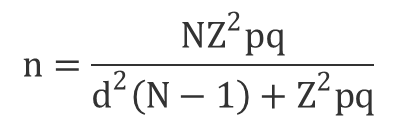 n = NZ²pq / d²(N − 1) + Z²pq